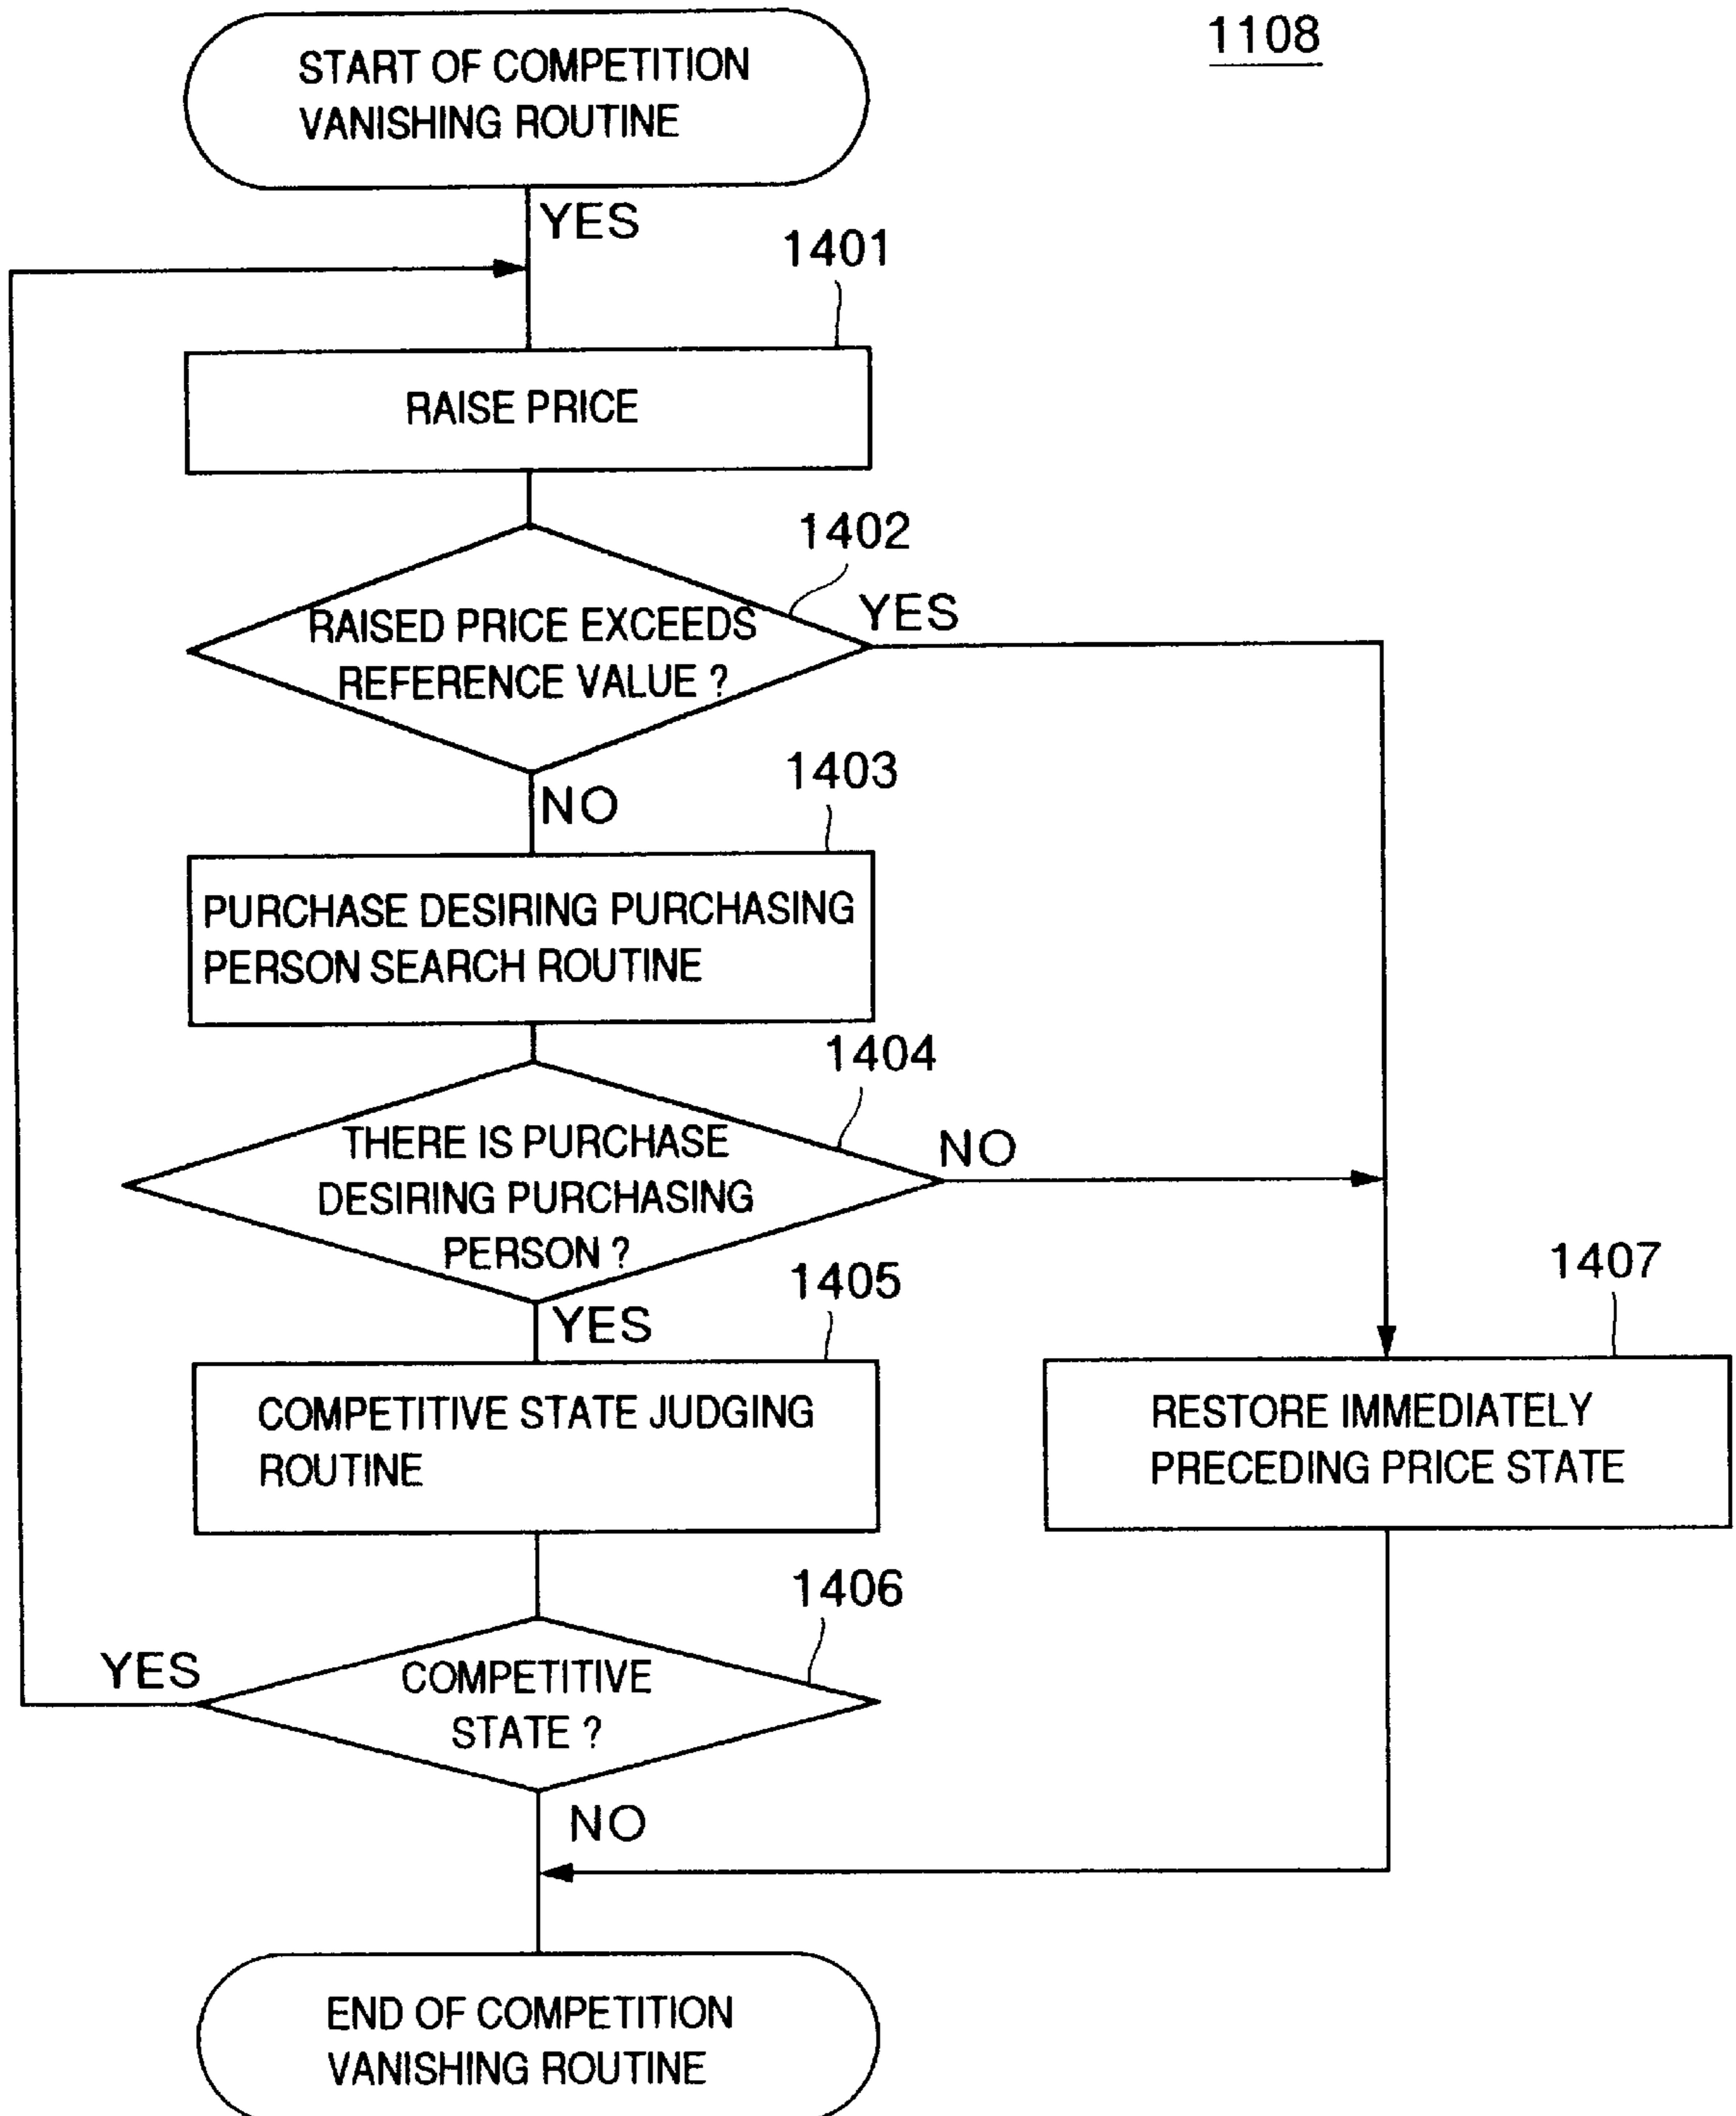 1108
START OF COMPETITION
VANISHING ROUTINE
YES
1401
RAISE PRICE
1402
RAISED PRICE EXCEEDS
REFERENCE VALUE ?
YES
NO
1403
PURCHASE DESIRING PURCHASING
PERSON SEARCH ROUTINE
1404
THERE IS PURCHASE
DESIRING PURCHASING
PERSON ?
NO
YES
1405
COMPETITIVE STATE JUDGING
ROUTINE
1407
RESTORE IMMEDIATELY
PRECEDING PRICE STATE
1406
COMPETITIVE
STATE ?
YES
NO
END OF COMPETITION
VANISHING ROUTINE